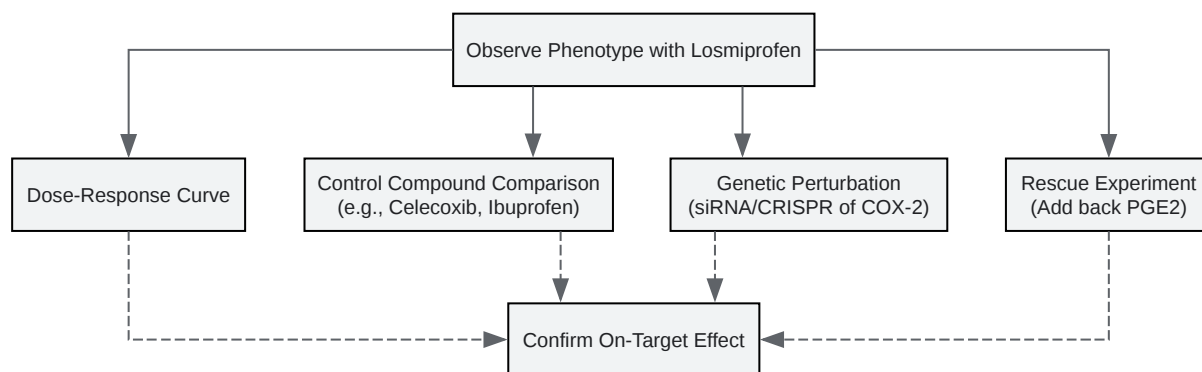 Observe Phenotype with Losmiprofen
Dose-Response Curve
Control Compound Comparison
(e.g., Celecoxib, Ibuprofen)
Genetic Perturbation
(siRNA/CRISPR of COX-2)
Rescue Experiment
(Add back PGE2)
Confirm On-Target Effect